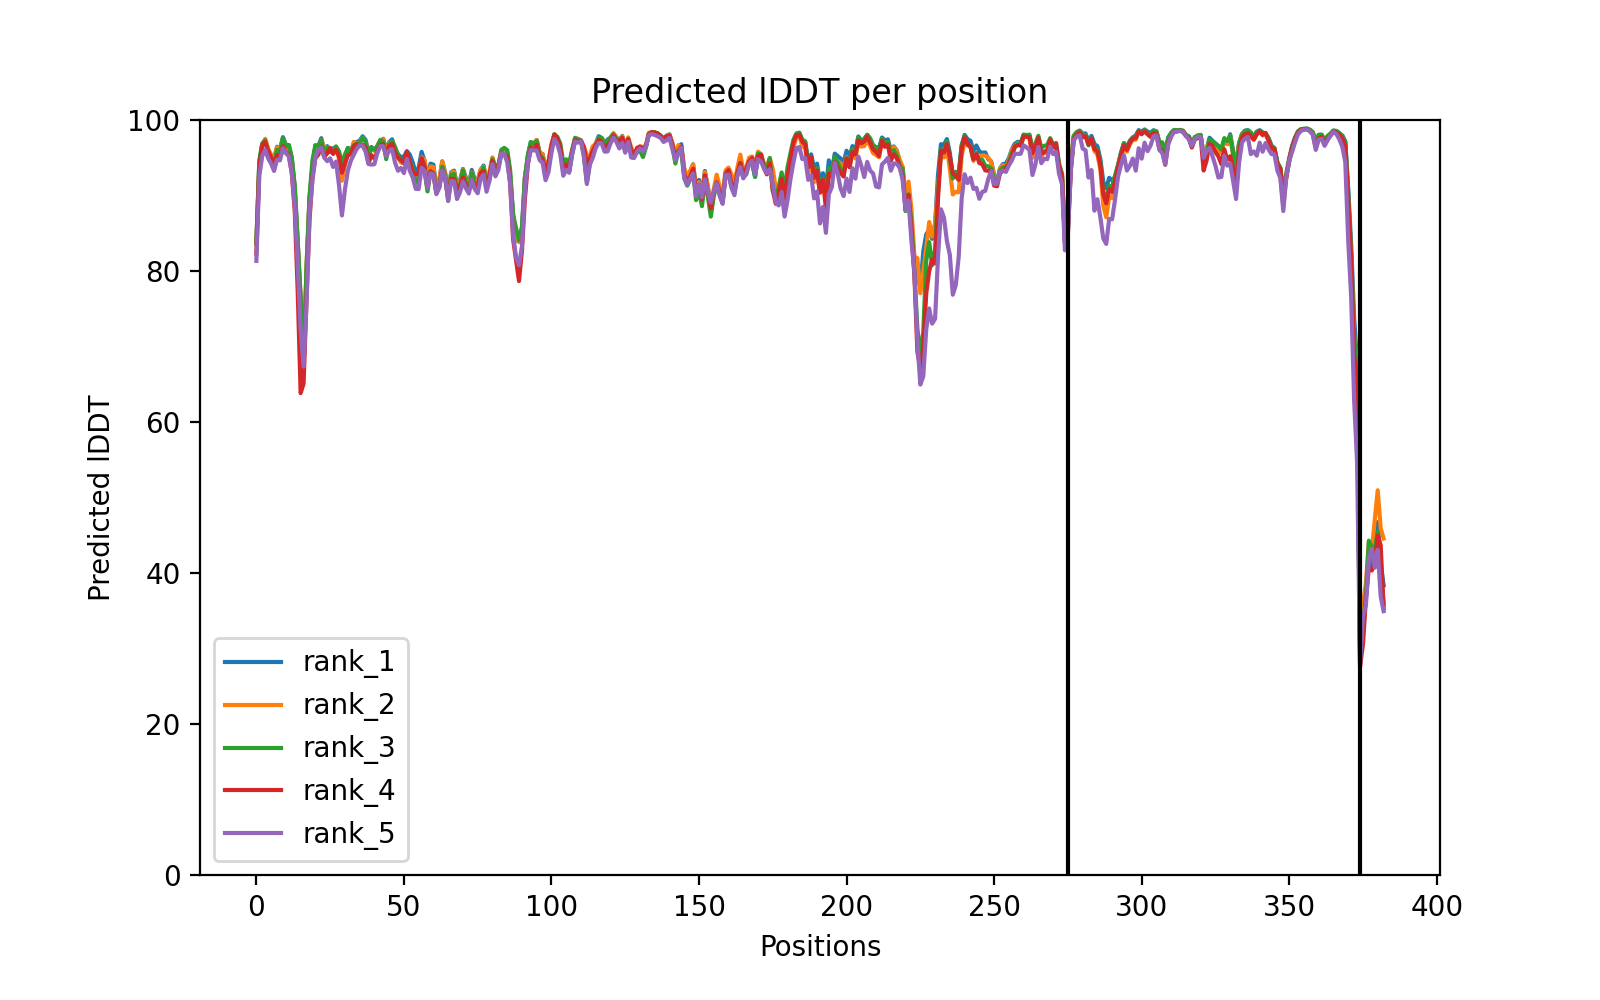 Predicted lDDT per position
100
80
60
40
20
0
Predicted lDDT
rank_1
rank_2
rank_3
rank_4
rank_5
0 50 100 150 200 250 300 350 400
Positions